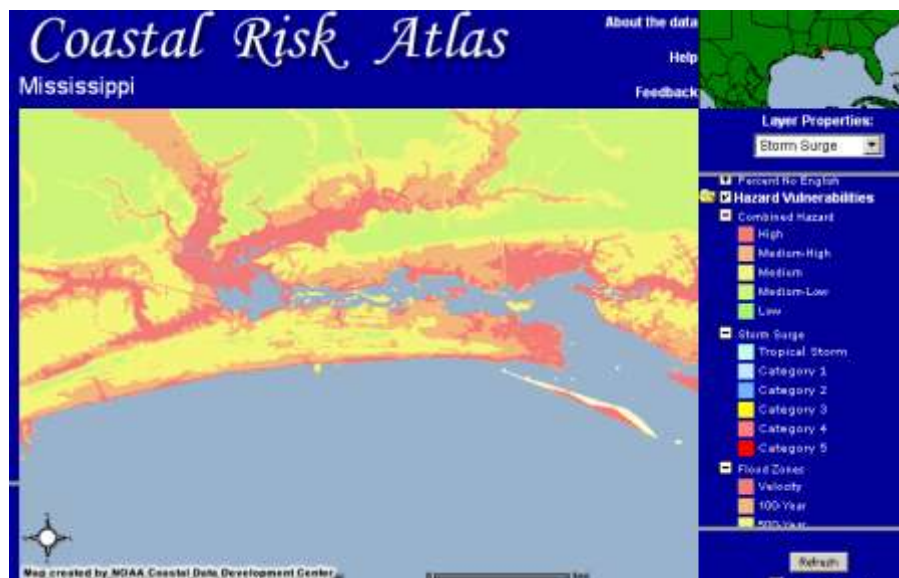 Coastal Risk Atlas
Mississippi
About the data
Help
Feedback
Layer Properties:
Storm Surge
Percent No English
Hazard Vulnerabilities
Combined Hazard
High
Medium-High
Medium
Medium-Low
Low
Storm Surge
Tropical Storm
Category 1
Category 2
Category 3
Category 4
Category 5
Flood Zones
Velocity
100-Year
500-Year
Refresh
Map created by NOAA Coastal Data Development Center